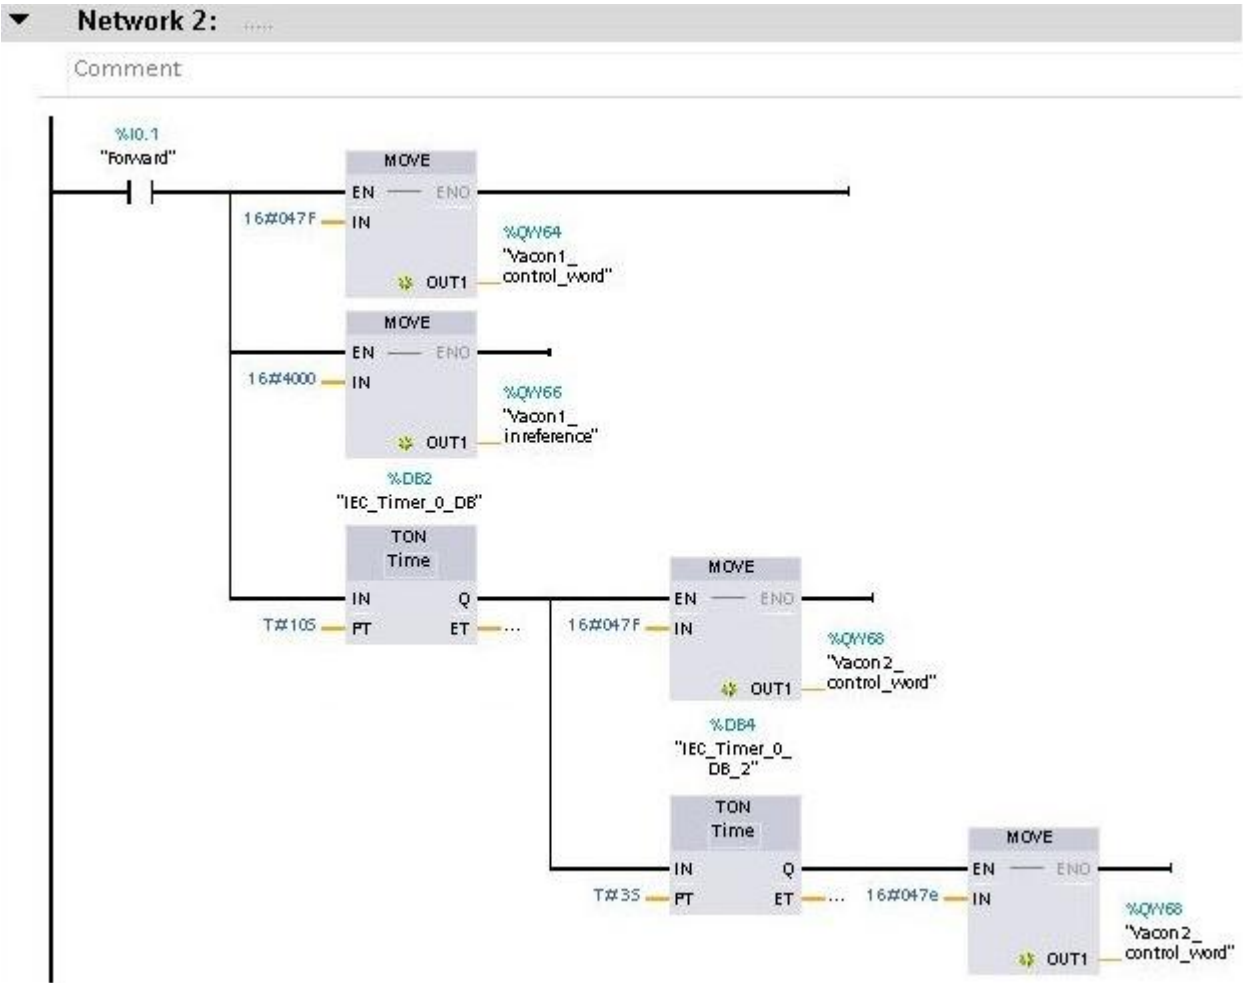 Network 2: .....
Comment
%I0.1
"Forward"
MOVE
EN ENO
16#047F IN
%QW64
"Vacon1_
control_word"
OUT1
MOVE
EN ENO
16#4000 IN
%QW66
"Vacon1_
inreference"
OUT1
%DB2
"IEC_Timer_0_DB"
TON
Time
IN Q
T#10S PT ET ...
MOVE
EN ENO
16#047F IN
%QW68
"Vacon2_
control_word"
OUT1
%DB4
"IEC_Timer_0_
DB_2"
TON
Time
IN Q
T#3S PT ET ...
MOVE
EN ENO
16#047e IN
%QW68
"Vacon2_
control_word"
OUT1